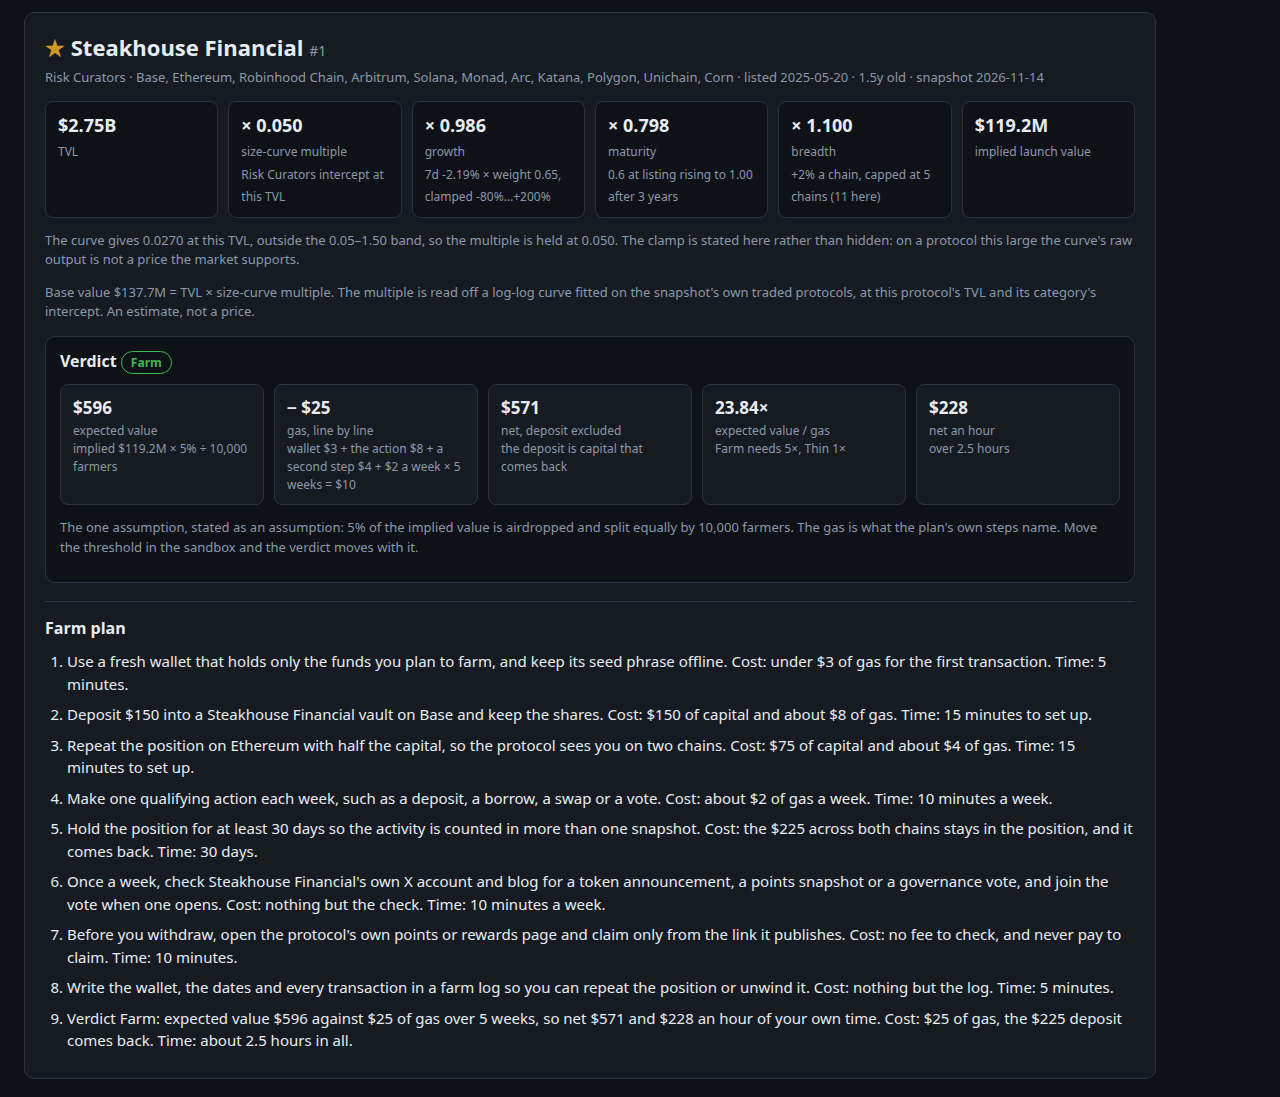 ★ Steakhouse Financial #1
Risk Curators · Base, Ethereum, Robinhood Chain, Arbitrum, Solana, Monad, Arc, Katana, Polygon, Unichain, Corn · listed 2025-05-20 · 1.5y old · snapshot 2026-11-14
$2.75B
TVL
× 0.050
size-curve multiple
Risk Curators intercept at
this TVL
× 0.986
growth
7d -2.19% × weight 0.65,
clamped -80%…+200%
× 0.798
maturity
0.6 at listing rising to 1.00
after 3 years
× 1.100
breadth
+2% a chain, capped at 5
chains (11 here)
$119.2M
implied launch value
The curve gives 0.0270 at this TVL, outside the 0.05–1.50 band, so the multiple is held at 0.050. The clamp is stated here rather than hidden: on a protocol this large the curve's raw
output is not a price the market supports.
Base value $137.7M = TVL × size-curve multiple. The multiple is read off a log-log curve fitted on the snapshot's own traded protocols, at this protocol's TVL and its category's
intercept. An estimate, not a price.
Verdict Farm
$596
expected value
implied $119.2M × 5% ÷ 10,000
farmers
− $25
gas, line by line
wallet $3 + the action $8 + a
second step $4 + $2 a week × 5
weeks = $10
$571
net, deposit excluded
the deposit is capital that
comes back
23.84×
expected value / gas
Farm needs 5×, Thin 1×
$228
net an hour
over 2.5 hours
The one assumption, stated as an assumption: 5% of the implied value is airdropped and split equally by 10,000 farmers. The gas is what the plan's own steps name. Move
the threshold in the sandbox and the verdict moves with it.
Farm plan
1. Use a fresh wallet that holds only the funds you plan to farm, and keep its seed phrase offline. Cost: under $3 of gas for the first transaction. Time: 5
minutes.
2. Deposit $150 into a Steakhouse Financial vault on Base and keep the shares. Cost: $150 of capital and about $8 of gas. Time: 15 minutes to set up.
3. Repeat the position on Ethereum with half the capital, so the protocol sees you on two chains. Cost: $75 of capital and about $4 of gas. Time: 15
minutes to set up.
4. Make one qualifying action each week, such as a deposit, a borrow, a swap or a vote. Cost: about $2 of gas a week. Time: 10 minutes a week.
5. Hold the position for at least 30 days so the activity is counted in more than one snapshot. Cost: the $225 across both chains stays in the position, and it
comes back. Time: 30 days.
6. Once a week, check Steakhouse Financial's own X account and blog for a token announcement, a points snapshot or a governance vote, and join the
vote when one opens. Cost: nothing but the check. Time: 10 minutes a week.
7. Before you withdraw, open the protocol's own points or rewards page and claim only from the link it publishes. Cost: no fee to check, and never pay to
claim. Time: 10 minutes.
8. Write the wallet, the dates and every transaction in a farm log so you can repeat the position or unwind it. Cost: nothing but the log. Time: 5 minutes.
9. Verdict Farm: expected value $596 against $25 of gas over 5 weeks, so net $571 and $228 an hour of your own time. Cost: $25 of gas, the $225 deposit
comes back. Time: about 2.5 hours in all.